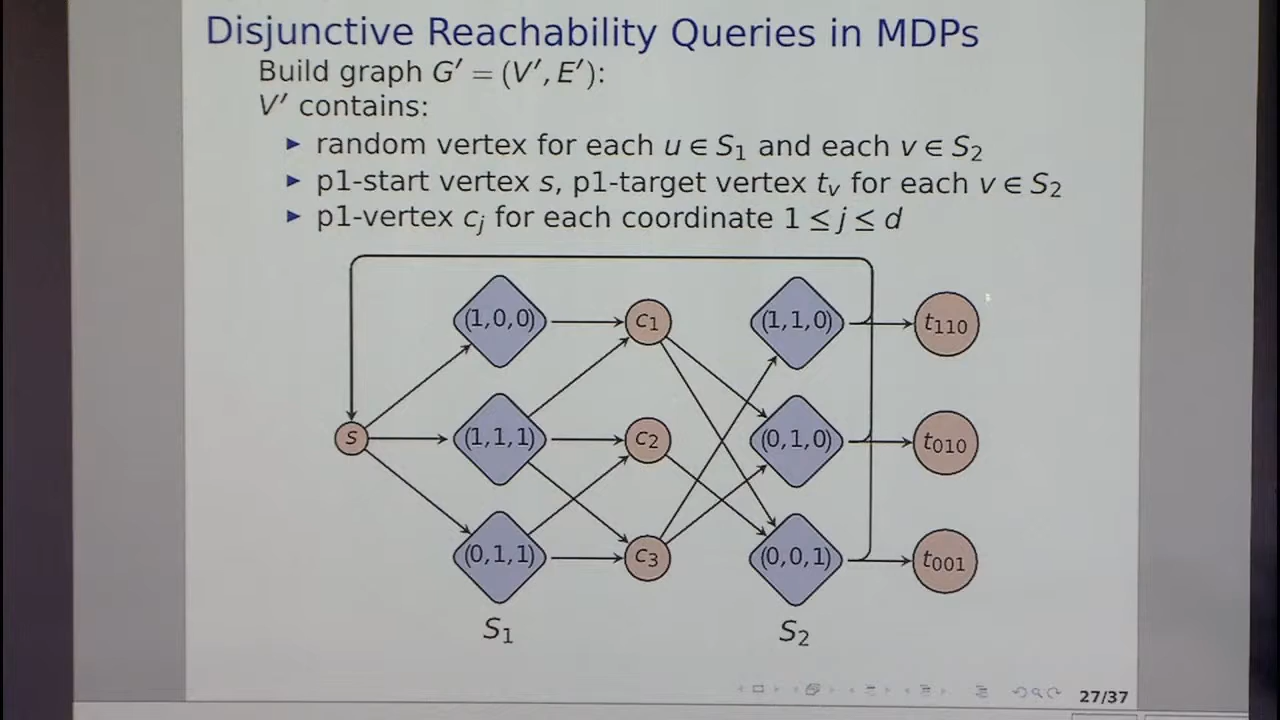 Disjunctive Reachability Queries in MDPs
Build graph G′ = (V′, E′):
V′ contains:
▶ random vertex for each u ∈ S₁ and each v ∈ S₂
▶ p1-start vertex s, p1-target vertex tᵥ for each v ∈ S₂
▶ p1-vertex cⱼ for each coordinate 1 ≤ j ≤ d
(1,0,0) c₁ (1,1,0) t₁₁₀
s (1,1,1) c₂ (0,1,0) t₀₁₀
(0,1,1) c₃ (0,0,1) t₀₀₁
S₁ S₂
27/37